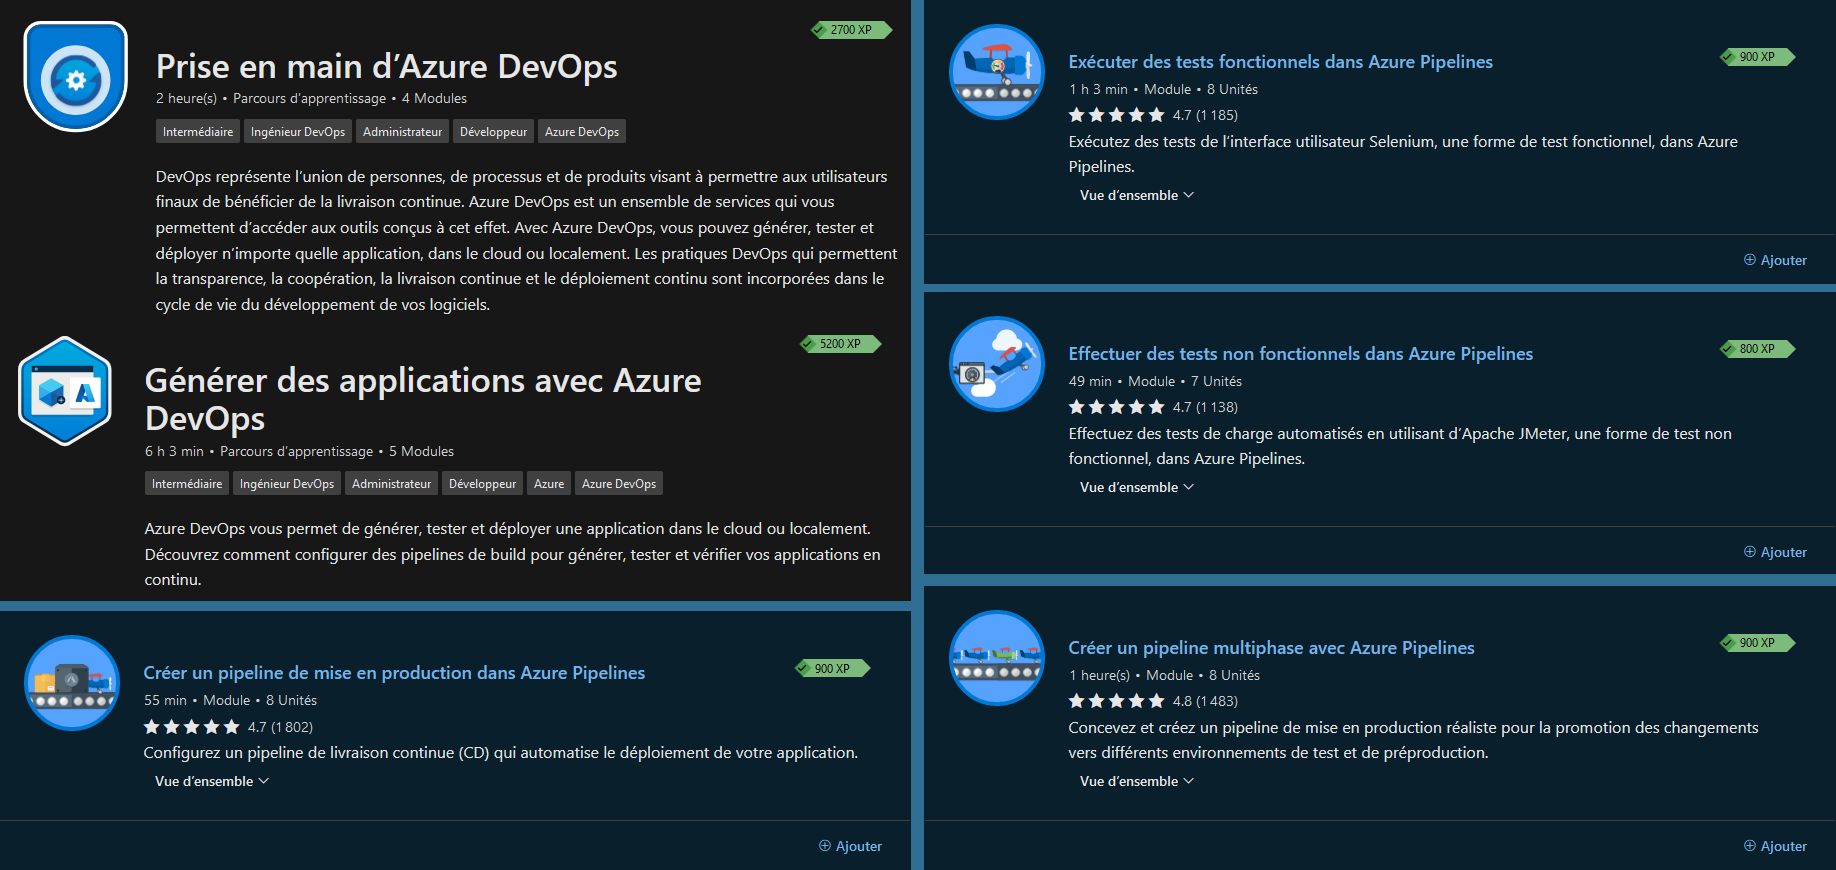 2700 XP
Prise en main d’Azure DevOps
2 heure(s) • Parcours d’apprentissage • 4 Modules
Intermédiaire Ingénieur DevOps Administrateur Développeur Azure DevOps
DevOps représente l’union de personnes, de processus et de produits visant à permettre aux utilisateurs
finaux de bénéficier de la livraison continue. Azure DevOps est un ensemble de services qui vous
permettent d’accéder aux outils conçus à cet effet. Avec Azure DevOps, vous pouvez générer, tester et
déployer n’importe quelle application, dans le cloud ou localement. Les pratiques DevOps qui permettent
la transparence, la coopération, la livraison continue et le déploiement continu sont incorporées dans le
cycle de vie du développement de vos logiciels.
5200 XP
Générer des applications avec Azure
DevOps
6 h 3 min • Parcours d’apprentissage • 5 Modules
Intermédiaire Ingénieur DevOps Administrateur Développeur Azure Azure DevOps
Azure DevOps vous permet de générer, tester et déployer une application dans le cloud ou localement.
Découvrez comment configurer des pipelines de build pour générer, tester et vérifier vos applications en
continu.
Créer un pipeline de mise en production dans Azure Pipelines
900 XP
55 min • Module • 8 Unités
4.7 (1 802)
Configurez un pipeline de livraison continue (CD) qui automatise le déploiement de votre application.
Vue d’ensemble
Ajouter
Exécuter des tests fonctionnels dans Azure Pipelines
900 XP
1 h 3 min • Module • 8 Unités
4.7 (1 185)
Exécutez des tests de l’interface utilisateur Selenium, une forme de test fonctionnel, dans Azure
Pipelines.
Vue d’ensemble
Ajouter
Effectuer des tests non fonctionnels dans Azure Pipelines
800 XP
49 min • Module • 7 Unités
4.7 (1 138)
Effectuez des tests de charge automatisés en utilisant d’Apache JMeter, une forme de test non
fonctionnel, dans Azure Pipelines.
Vue d’ensemble
Ajouter
Créer un pipeline multiphase avec Azure Pipelines
900 XP
1 heure(s) • Module • 8 Unités
4.8 (1 483)
Concevez et créez un pipeline de mise en production réaliste pour la promotion des changements
vers différents environnements de test et de préproduction.
Vue d’ensemble
Ajouter